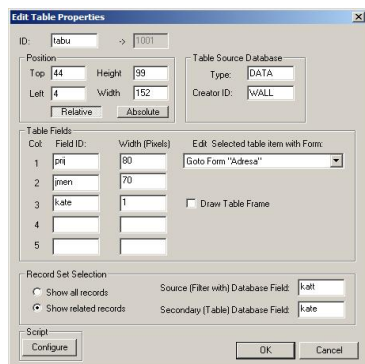 Edit Table Properties
ID: tabu -> 1001
Position
Top 44 Height 99
Left 4 Width 152
Relative Absolute
Table Source Database
Type: DATA
Creator ID: WALL
Table Fields
Col: Field ID: Width (Pixels) Edit Selected table item with Form:
1 prij 80 Goto Form "Adresa"
2 jmen 70
3 kate 1 Draw Table Frame
4
5
Record Set Selection
Show all records
Show related records
Source (Filter with) Database Field: katt
Secondary (Table) Database Field: kate
Script
Configure
OK Cancel